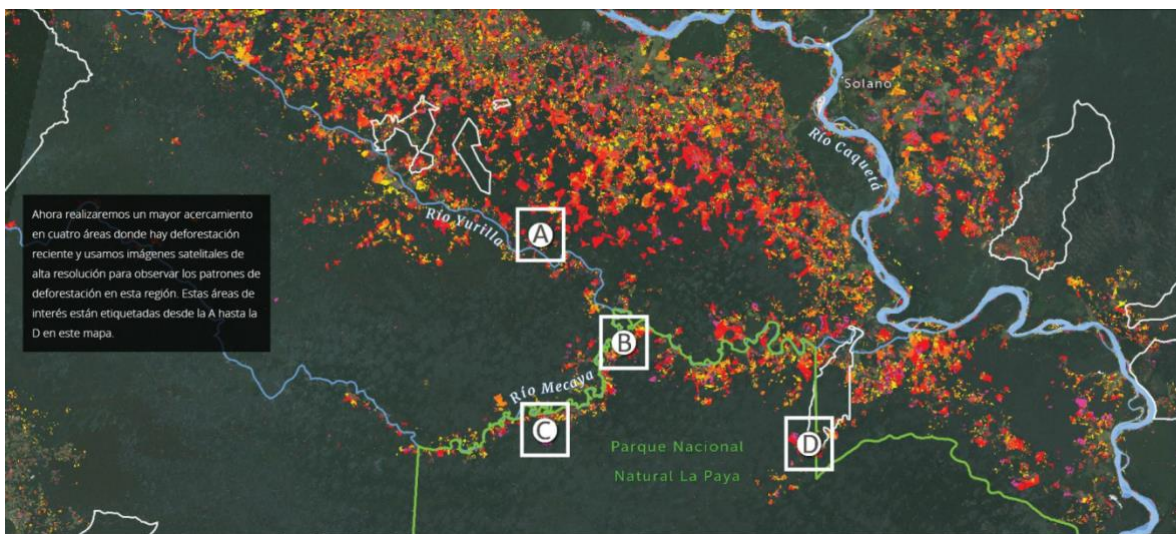 Solano
Río Caquetá
Ahora realizaremos un mayor acercamiento
en cuatro áreas donde hay deforestación
reciente y usamos imágenes satelitales de
alta resolución para observar los patrones de
deforestación en esta región. Estas áreas de
interés están etiquetadas desde la A hasta la
D en este mapa.
Río Yurilla
A
B
Río Mecaya
C
D
Parque Nacional
Natural La Paya